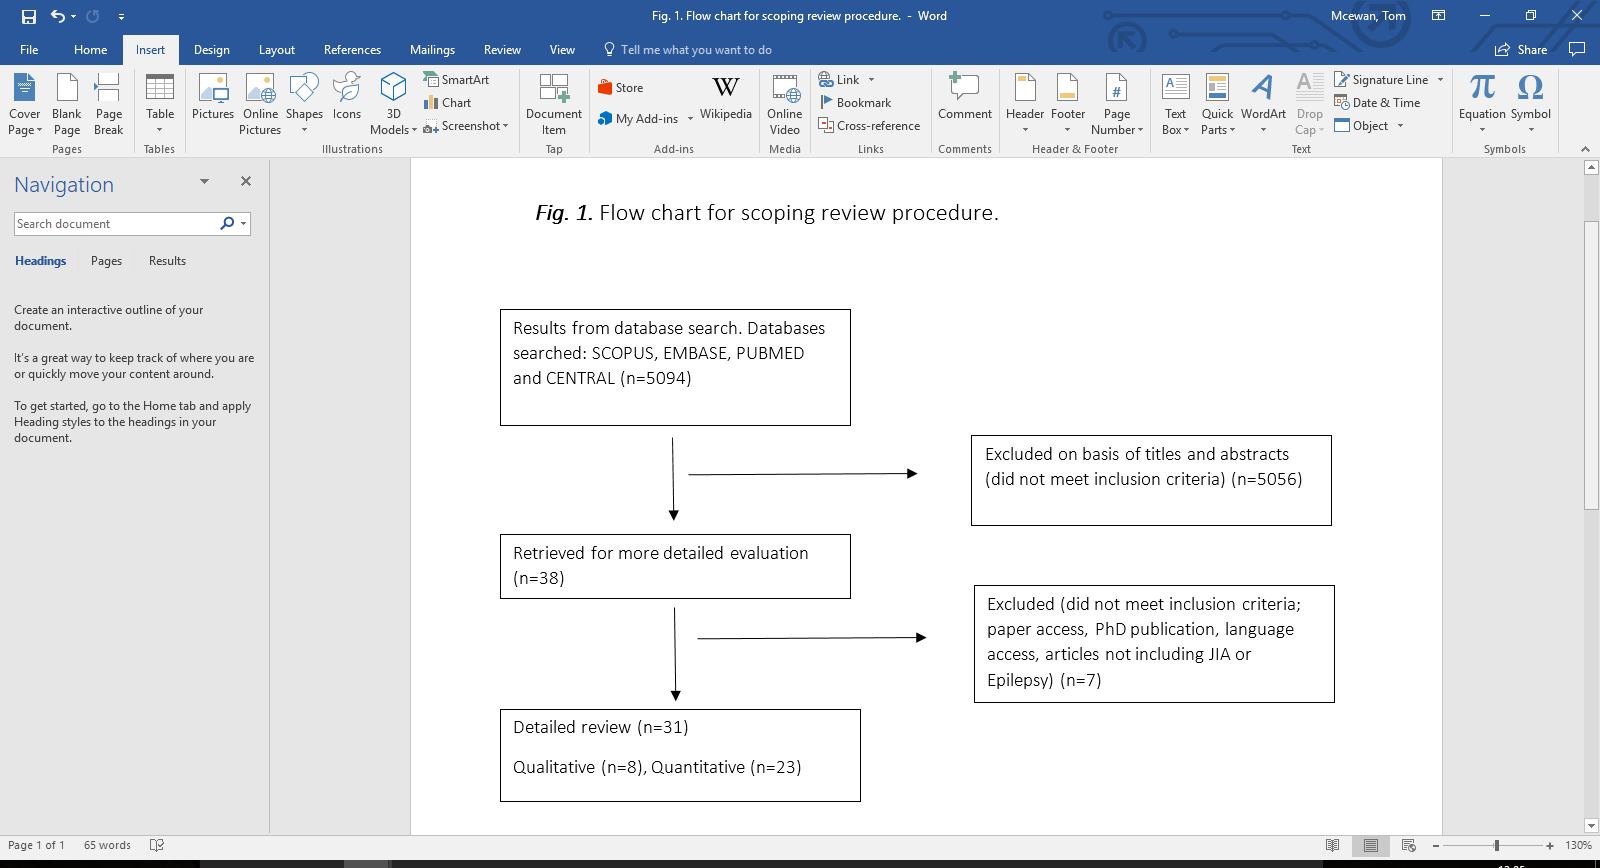 Fig. 1. Flow chart for scoping review procedure. - Word
Mcewan, Tom
File Home Insert Design Layout References Mailings Review View Tell me what you want to do Share
Cover Page
Blank Page
Page Break
Pages
Table
Tables
Pictures
Online Pictures
Shapes
Icons
3D Models
SmartArt
Chart
Screenshot
Illustrations
Document Item
Tap
Store
My Add-ins
W
Wikipedia
Add-ins
Online Video
Media
Link
Bookmark
Cross-reference
Links
Comment
Comments
Header
Footer
Page Number
Header & Footer
Text Box
Quick Parts
WordArt
Drop Cap
Signature Line
Date & Time
Object
Text
Equation
Symbol
Symbols
Navigation
Search document
Headings Pages Results
Create an interactive outline of your
document.
It's a great way to keep track of where you are
or quickly move your content around.
To get started, go to the Home tab and apply
Heading styles to the headings in your
document.
Fig. 1. Flow chart for scoping review procedure.
Results from database search. Databases
searched: SCOPUS, EMBASE, PUBMED
and CENTRAL (n=5094)
Excluded on basis of titles and abstracts
(did not meet inclusion criteria) (n=5056)
Retrieved for more detailed evaluation
(n=38)
Excluded (did not meet inclusion criteria;
paper access, PhD publication, language
access, articles not including JIA or
Epilepsy) (n=7)
Detailed review (n=31)
Qualitative (n=8), Quantitative (n=23)
Page 1 of 1 65 words
130%